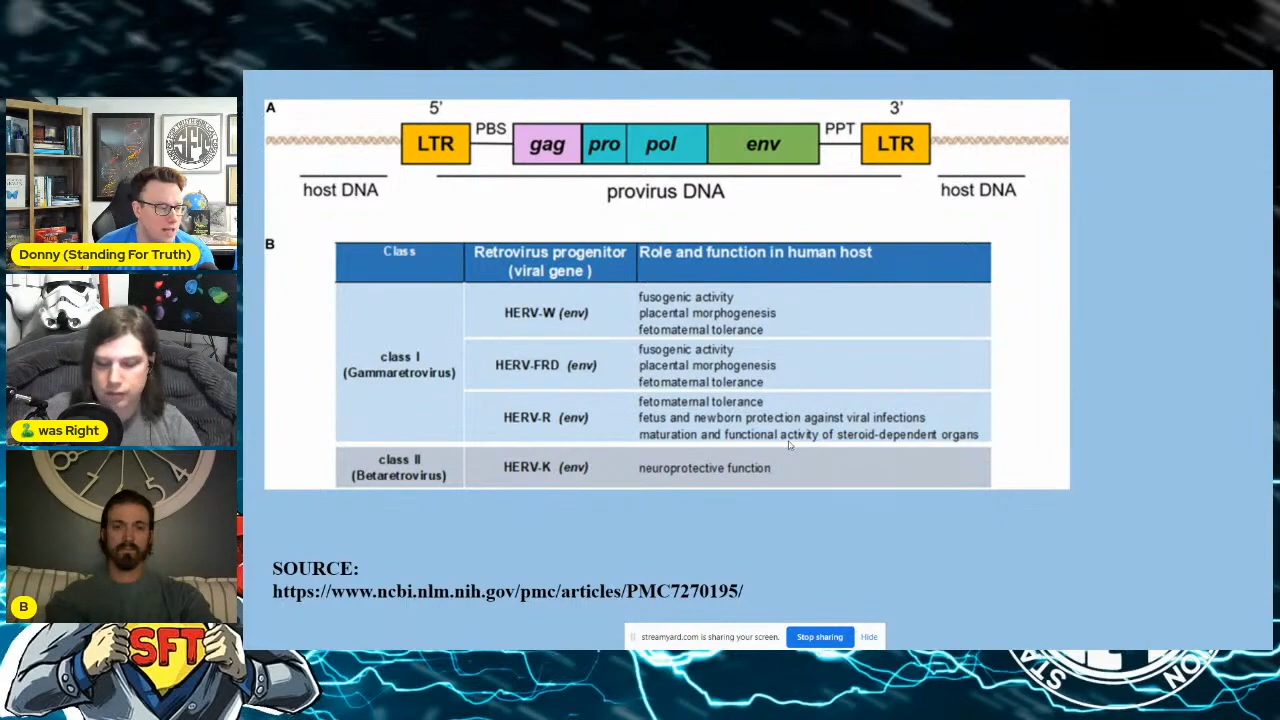 A
5’
3’
LTR
PBS
gag
pro
pol
env
PPT
LTR
host DNA
provirus DNA
host DNA
B
Class
Retrovirus progenitor
(viral gene )
Role and function in human host
HERV-W (env)
fusogenic activity
placental morphogenesis
fetomaternal tolerance
class I
(Gammaretrovirus)
HERV-FRD (env)
fusogenic activity
placental morphogenesis
fetomaternal tolerance
HERV-R (env)
fetomaternal tolerance
fetus and newborn protection against viral infections
maturation and functional activity of steroid-dependent organs
class II
(Betaretrovirus)
HERV-K (env)
neuroprotective function
SOURCE:
https://www.ncbi.nlm.nih.gov/pmc/articles/PMC7270195/
Donny (Standing For Truth)
🐍 was Right
B
SFT
SFT
streamyard.com is sharing your screen.
Stop sharing
Hide